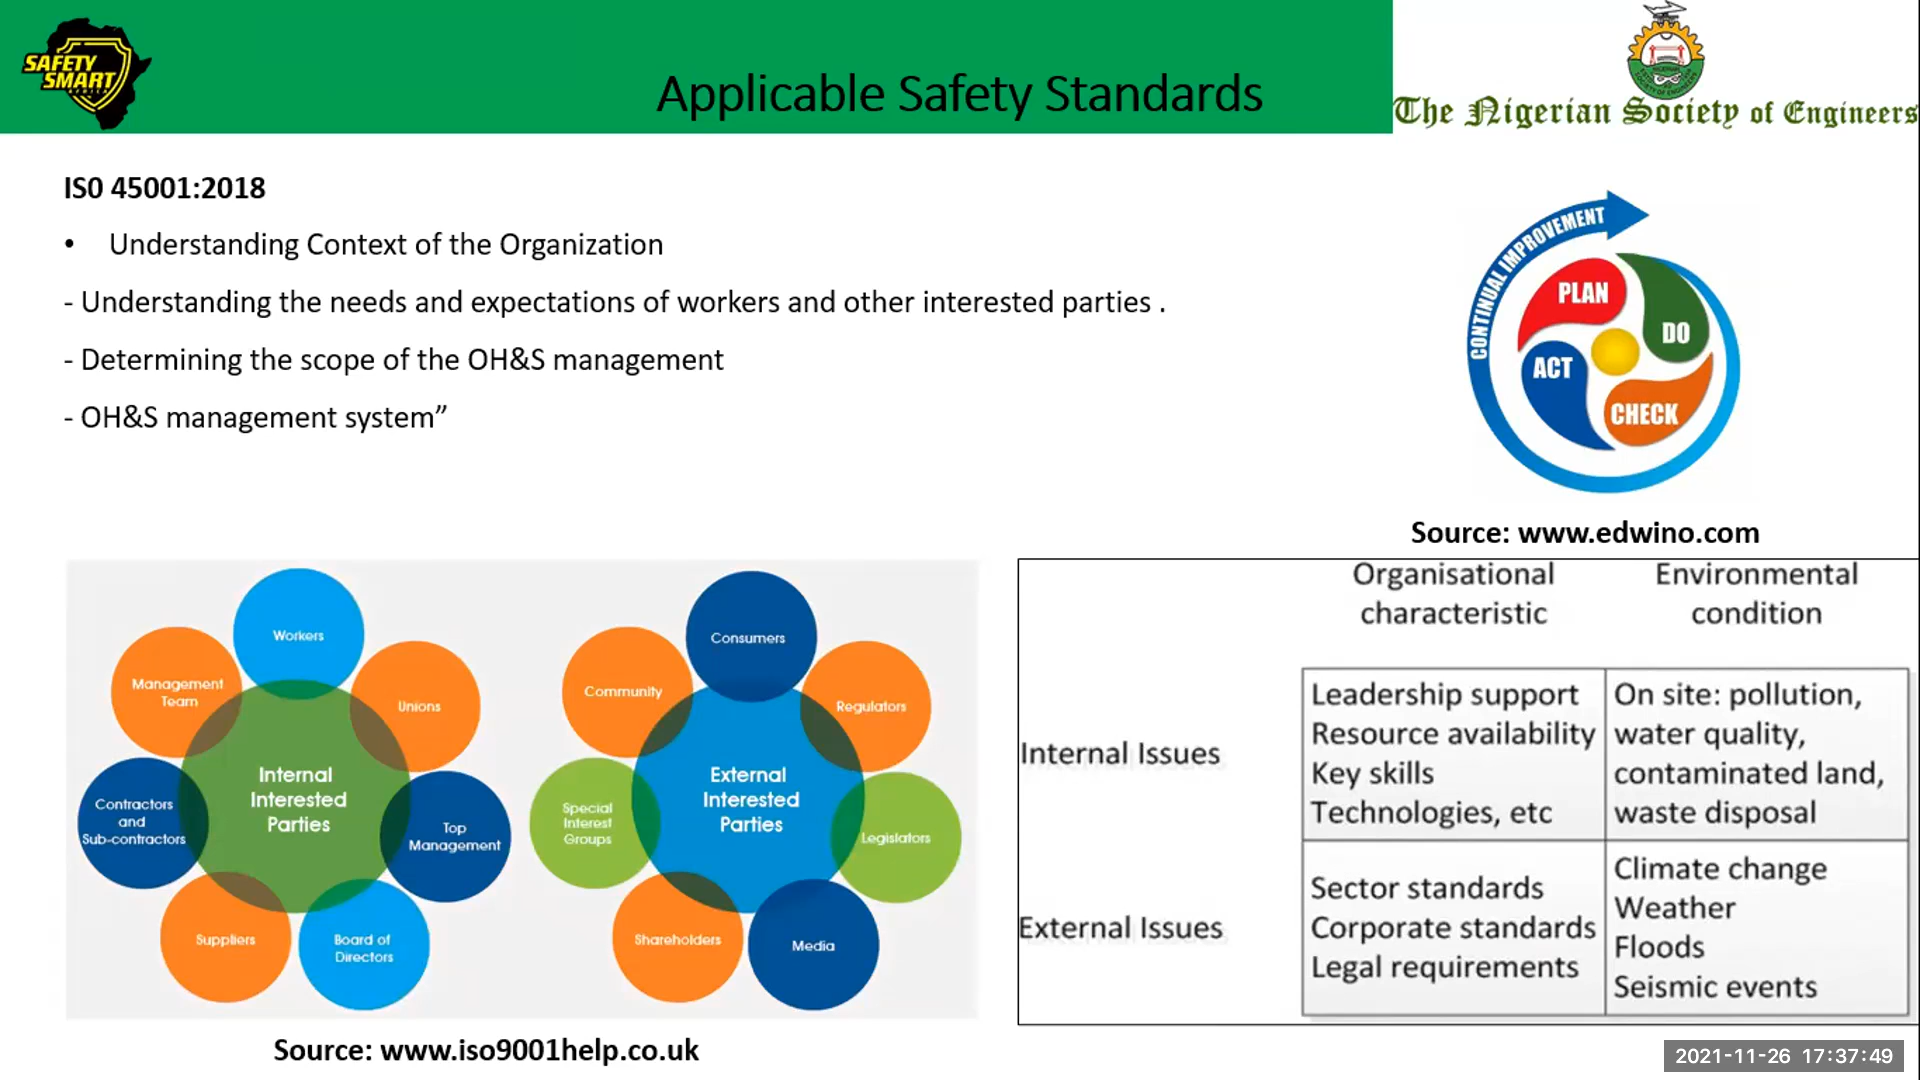 SAFETY
SMART
Applicable Safety Standards
The Nigerian Society of Engineers
IS0 45001:2018
• Understanding Context of the Organization
- Understanding the needs and expectations of workers and other interested parties .
- Determining the scope of the OH&S management
- OH&S management system”
CONTINUAL IMPROVEMENT
PLAN
DO
ACT
CHECK
Source: www.edwino.com
Workers
Management
Team
Unions
Internal
Interested
Parties
Contractors
and
Sub-contractors
Top
Management
Suppliers
Board of
Directors
Consumers
Community
Regulators
External
Interested
Parties
Special
Interest
Groups
Legislators
Shareholders
Media
Source: www.iso9001help.co.uk
Organisational
characteristic
Environmental
condition
Internal Issues
Leadership support
Resource availability
Key skills
Technologies, etc
On site: pollution,
water quality,
contaminated land,
waste disposal
External Issues
Sector standards
Corporate standards
Legal requirements
Climate change
Weather
Floods
Seismic events
2021-11-26 17:37:49